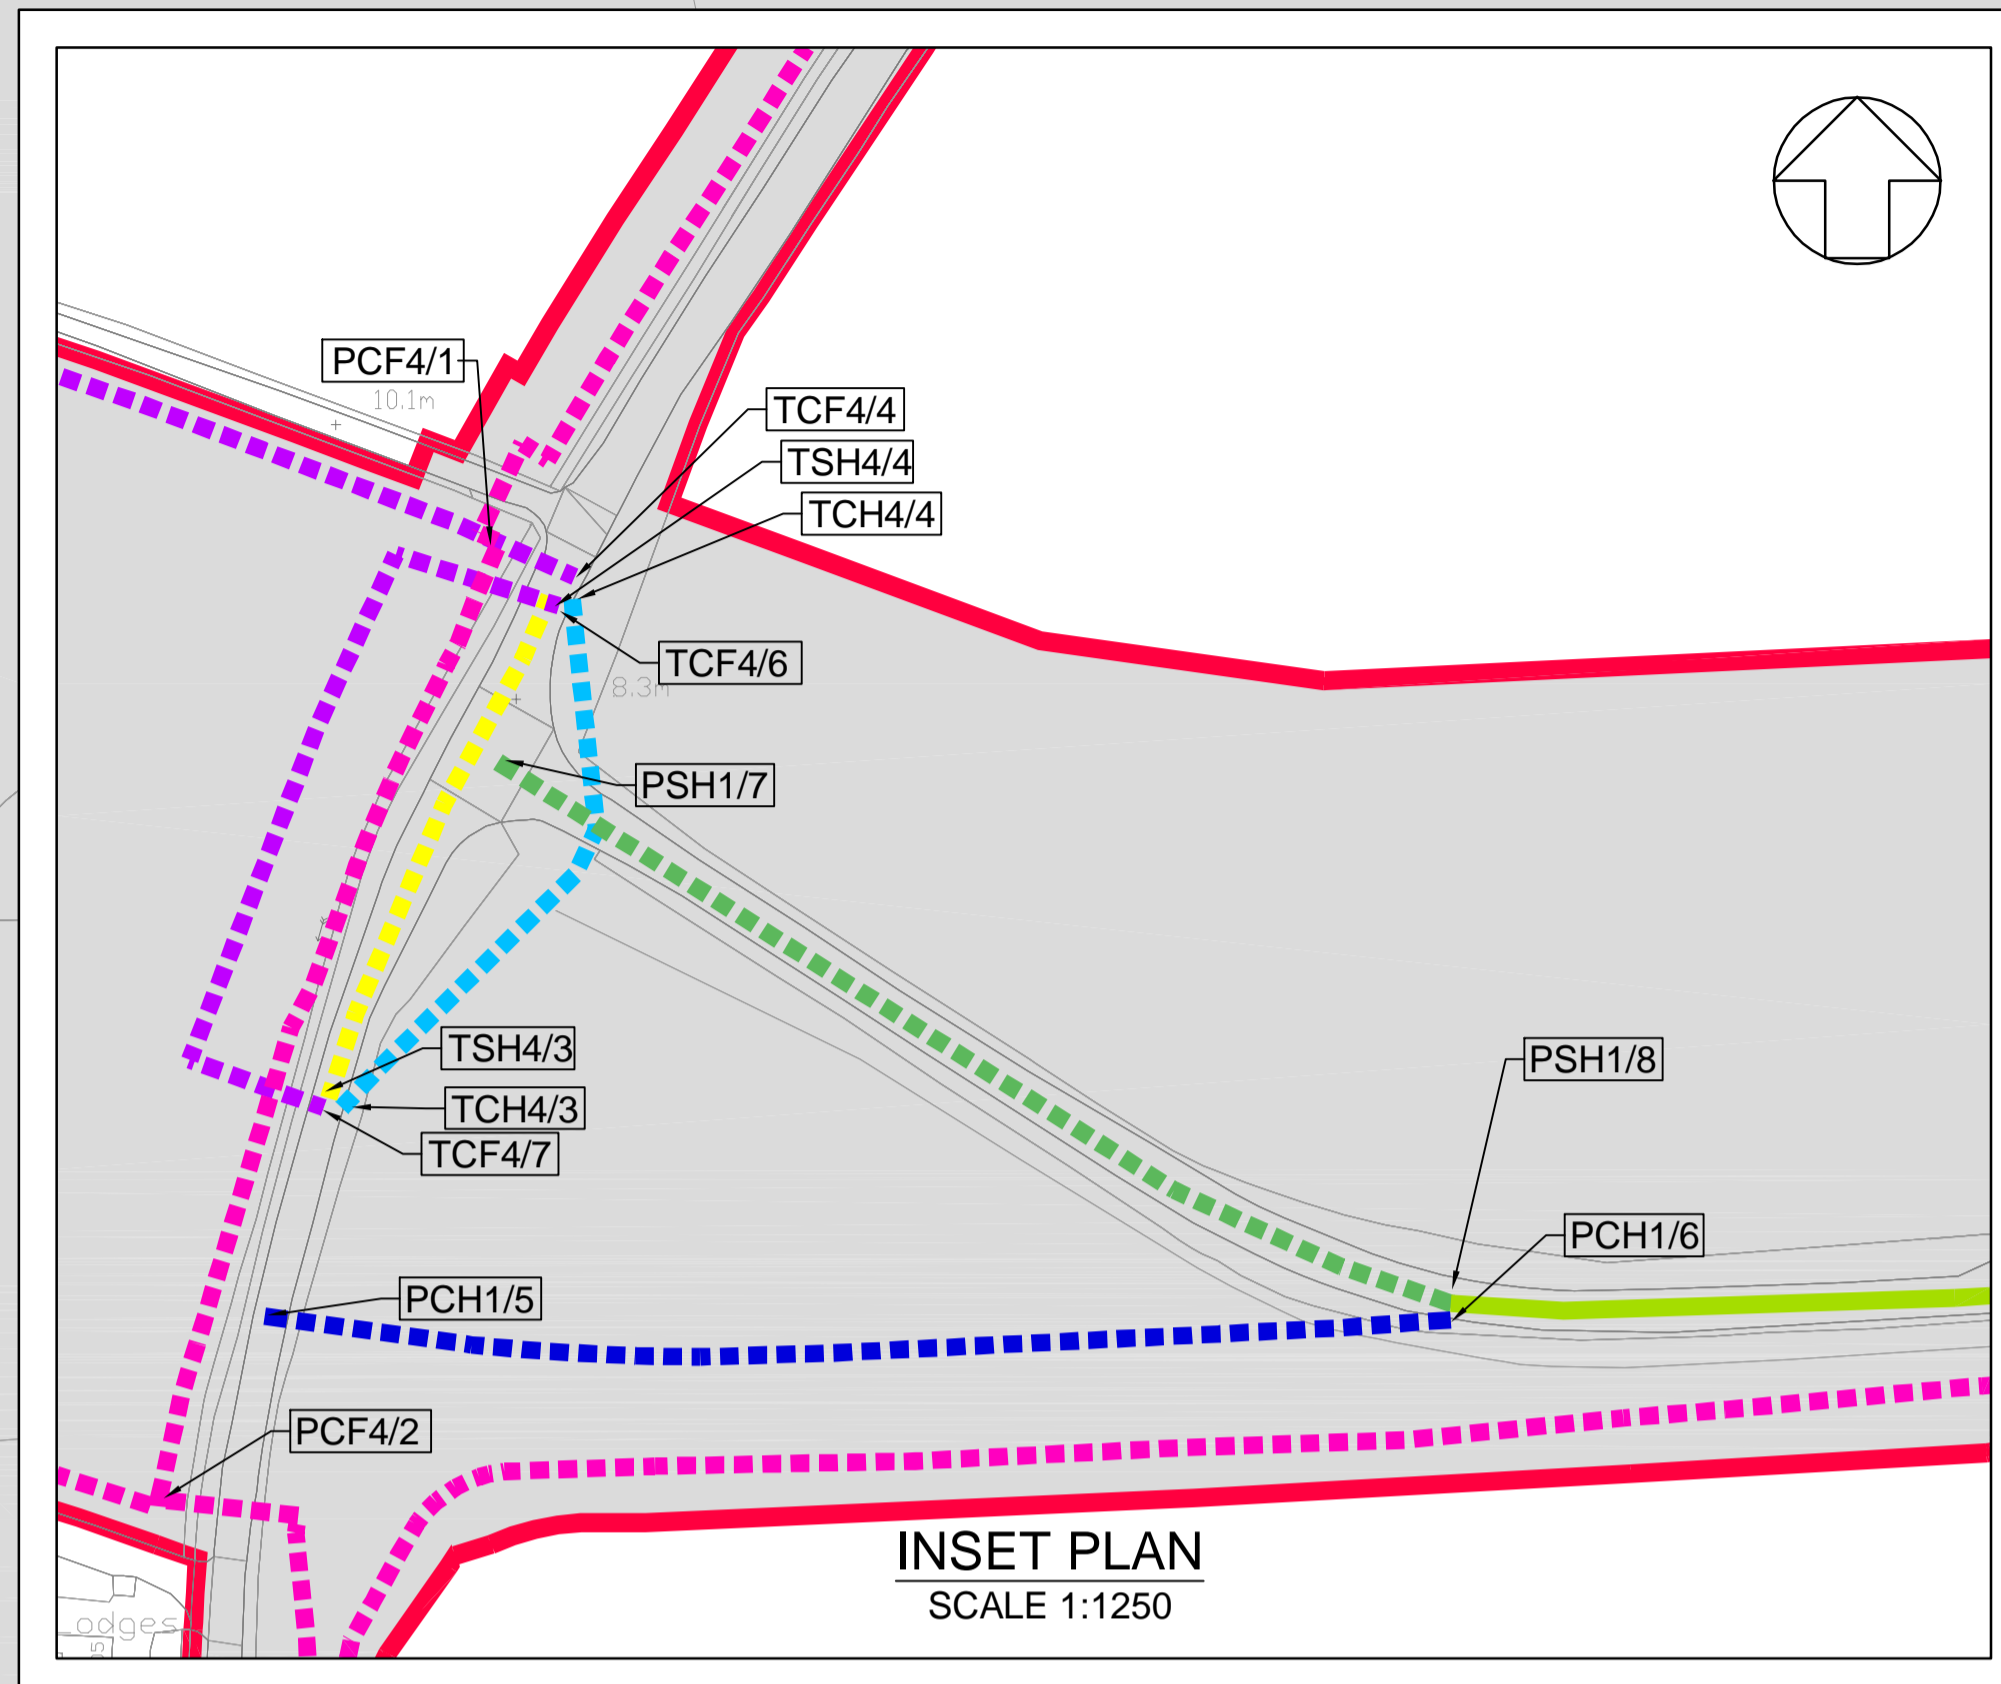 PCF4/1
10.1m
TCF4/4
TSH4/4
TCH4/4
TCF4/6
8.3m
PSH1/7
TSH4/3
PSH1/8
TCH4/3
TCF4/7
PCH1/6
PCH1/5
PCF4/2
INSET PLAN
SCALE 1:1250
odges